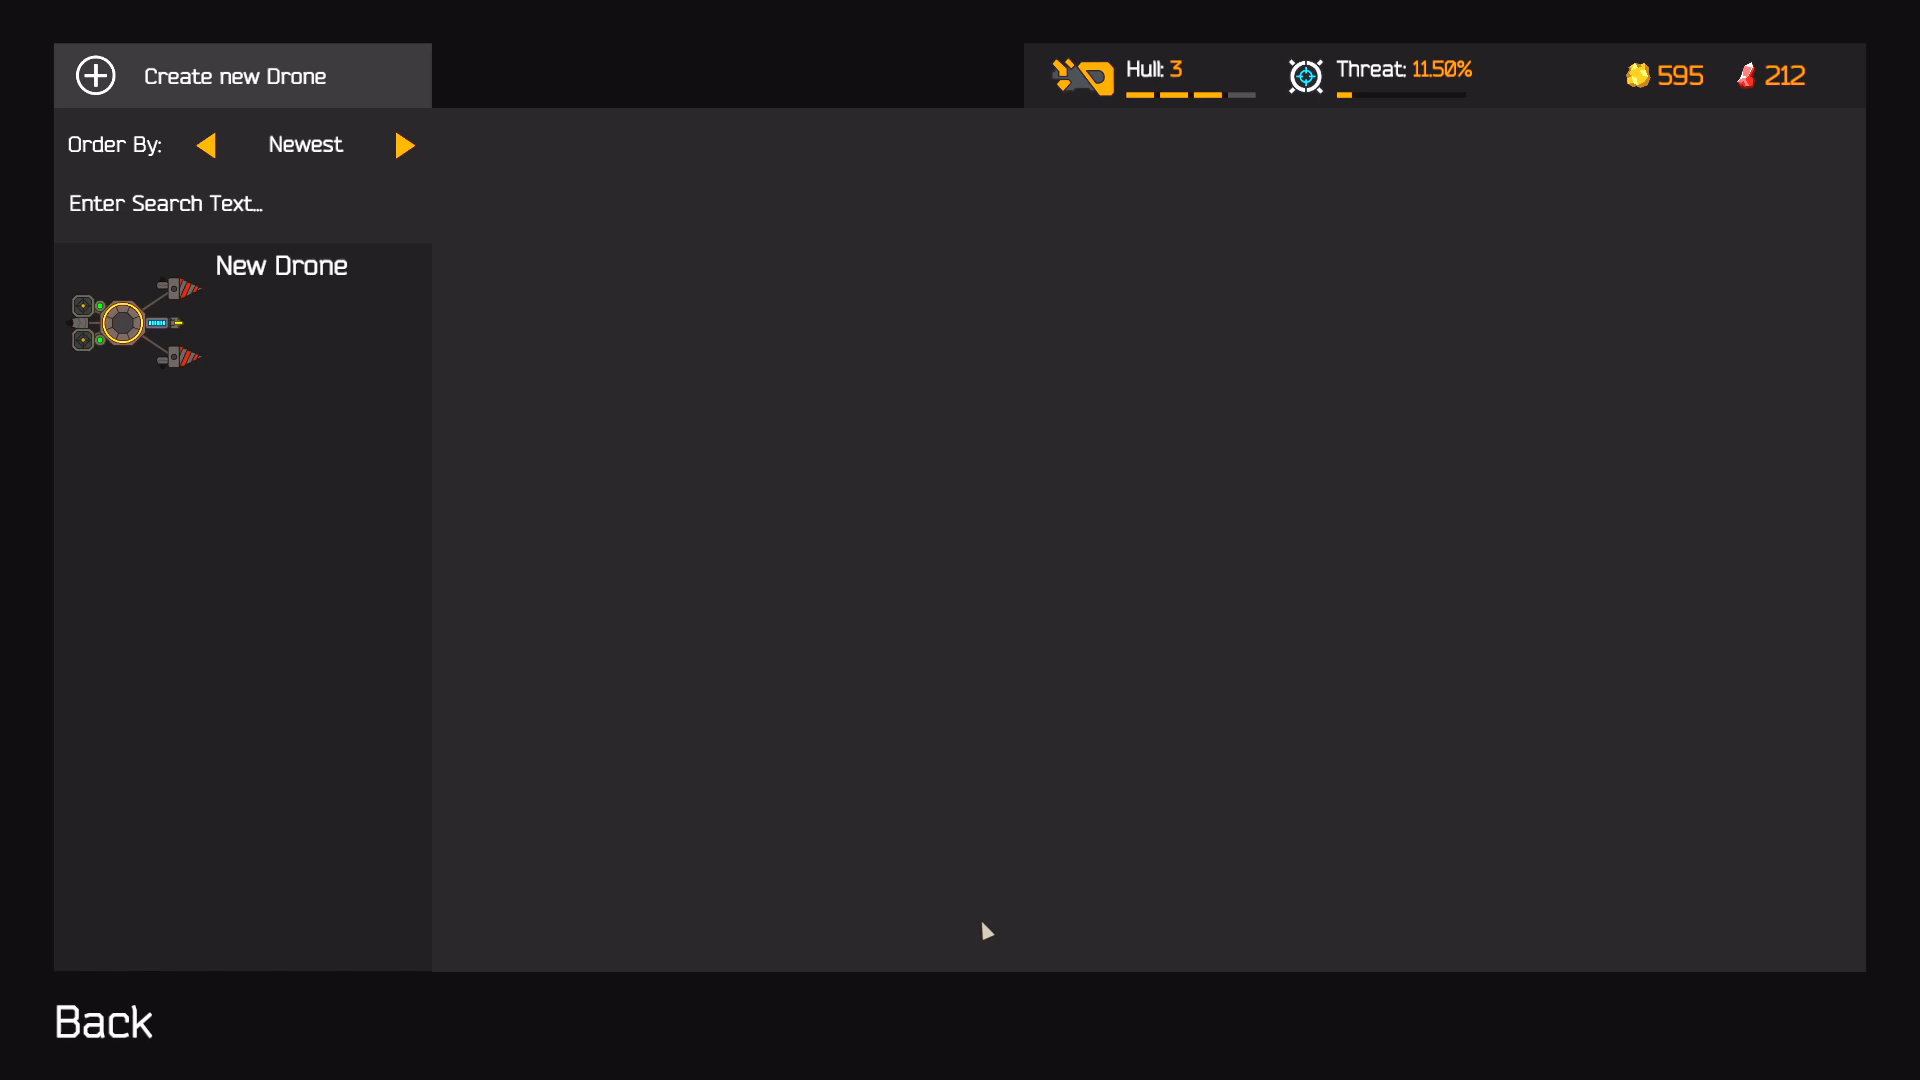 Create new Drone
Hull: 3
Threat: 11.50%
595
212
Order By:
Newest
Enter Search Text...
New Drone
Back